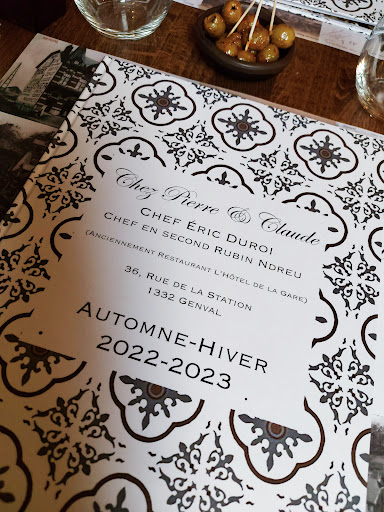 Chez Pierre & Claude
Chef Éric Duroi
Chef en second Rubin Ndreu
(Anciennement Restaurant L'Hôtel de la Gare)
36, Rue de la Station
1332 Genval
Automne-Hiver
2022-2023